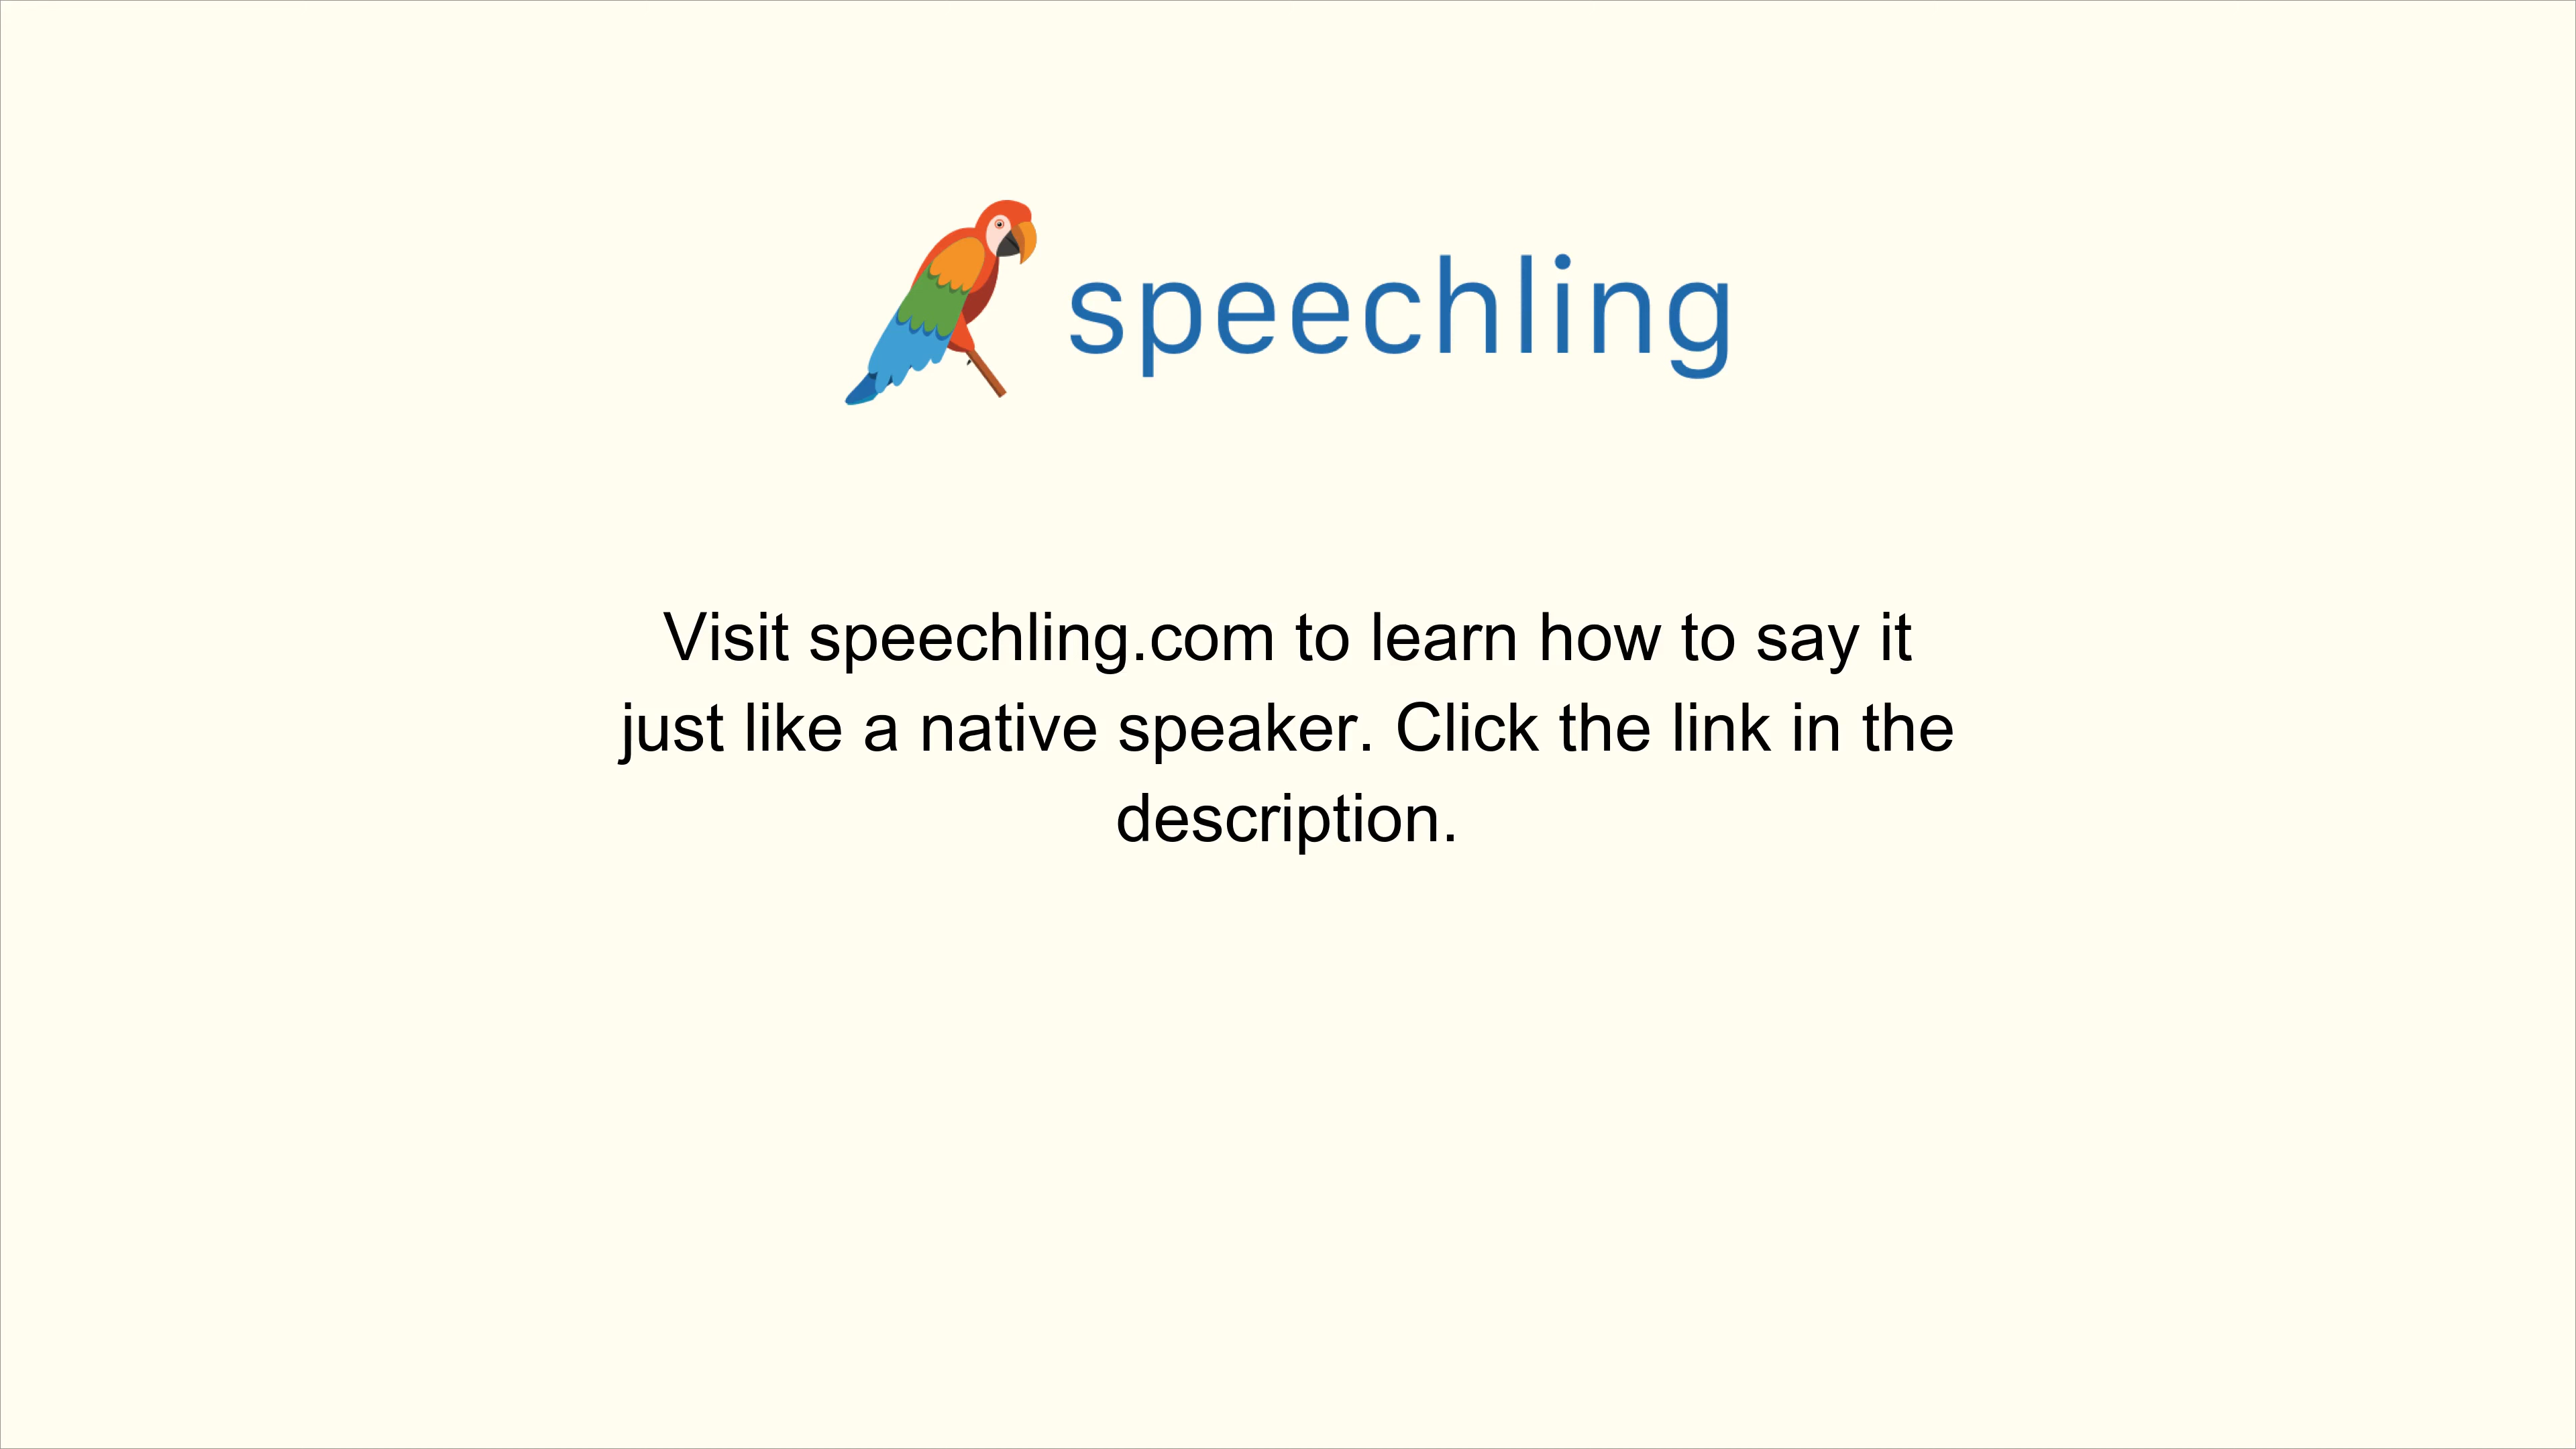 speechling
Visit speechling.com to learn how to say it
just like a native speaker. Click the link in the
description.